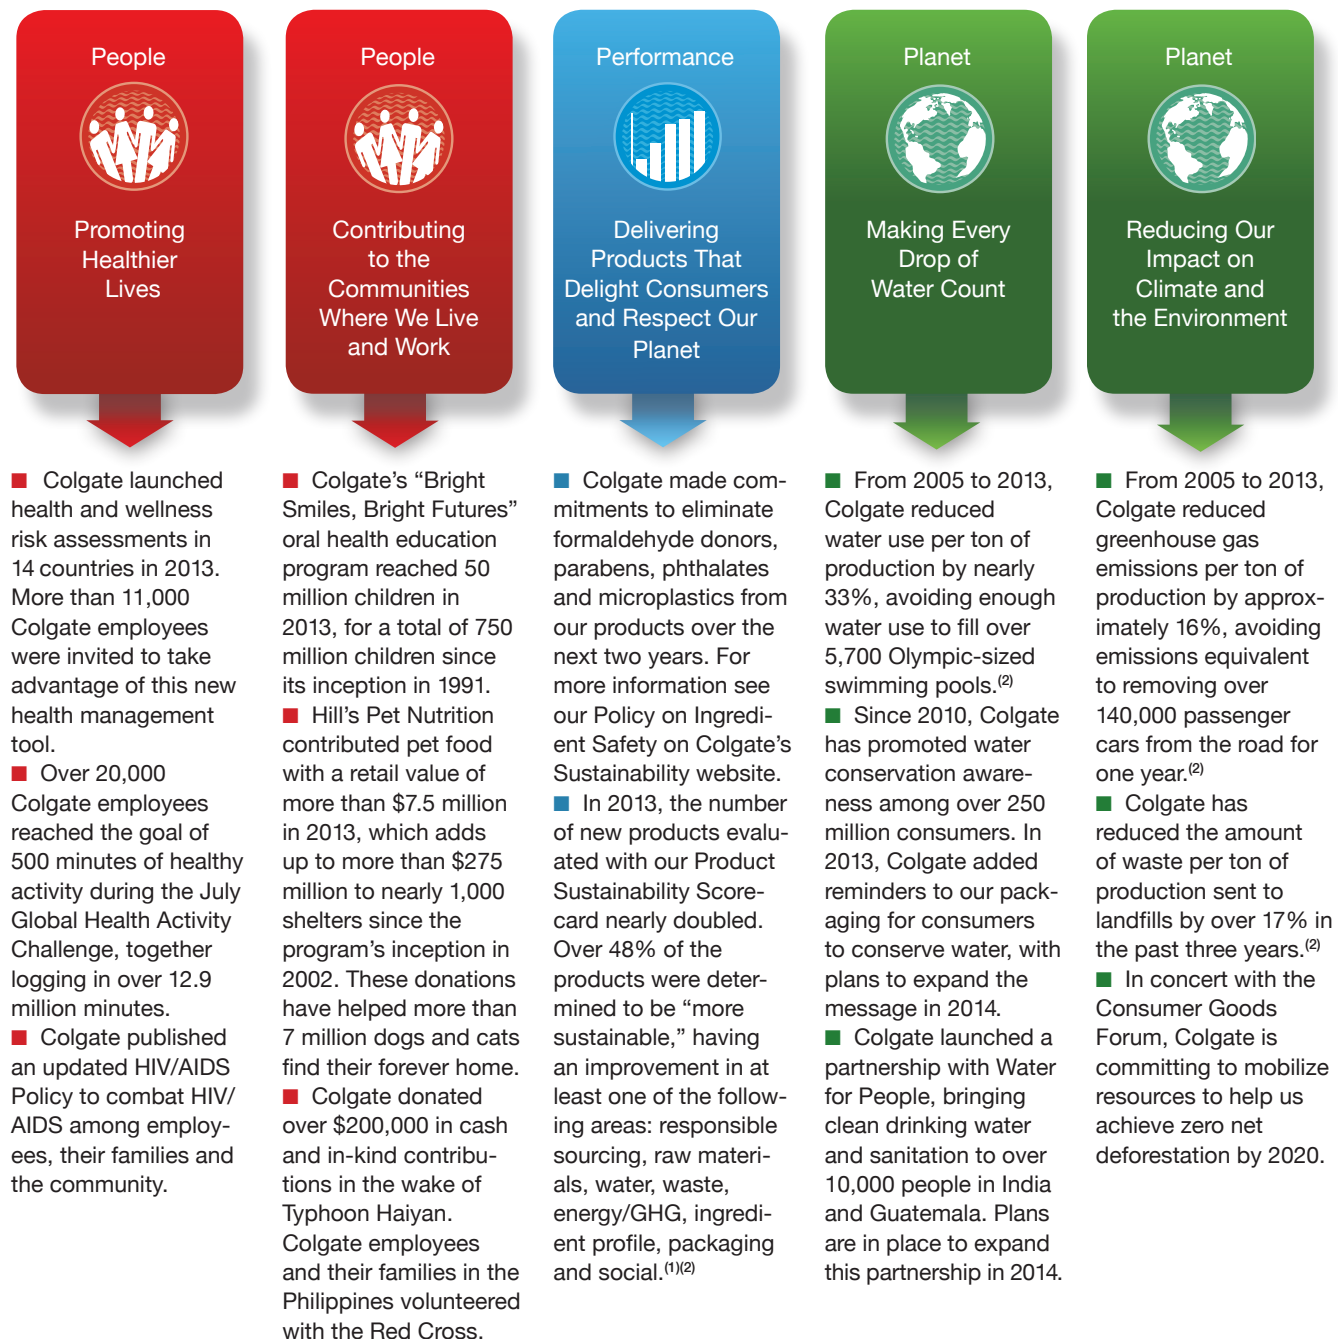 People
Promoting
Healthier
Lives
Colgate launched
health and wellness
risk assessments in
14 countries in 2013.
More than 11,000
Colgate employees
were invited to take
advantage of this new
health management
tool.
Over 20,000
Colgate employees
reached the goal of
500 minutes of healthy
activity during the July
Global Health Activity
Challenge, together
logging in over 12.9
million minutes.
Colgate published
an updated HIV/AIDS
Policy to combat HIV/
AIDS among employ-
ees, their families and
the community.
People
Contributing
to the
Communities
Where We Live
and Work
Colgate’s “Bright
Smiles, Bright Futures”
oral health education
program reached 50
million children in
2013, for a total of 750
million children since
its inception in 1991.
Hill’s Pet Nutrition
contributed pet food
with a retail value of
more than $7.5 million
in 2013, which adds
up to more than $275
million to nearly 1,000
shelters since the
program’s inception in
2002. These donations
have helped more than
7 million dogs and cats
find their forever home.
Colgate donated
over $200,000 in cash
and in-kind contribu-
tions in the wake of
Typhoon Haiyan.
Colgate employees
and their families in the
Philippines volunteered
with the Red Cross.
Performance
Delivering
Products That
Delight Consumers
and Respect Our
Planet
Colgate made com-
mitments to eliminate
formaldehyde donors,
parabens, phthalates
and microplastics from
our products over the
next two years. For
more information see
our Policy on Ingredi-
ent Safety on Colgate’s
Sustainability website.
In 2013, the number
of new products evalu-
ated with our Product
Sustainability Score-
card nearly doubled.
Over 48% of the
products were deter-
mined to be “more
sustainable,” having
an improvement in at
least one of the follow-
ing areas: responsible
sourcing, raw materi-
als, water, waste,
energy/GHG, ingredi-
ent profile, packaging
and social.(1)(2)
Planet
Making Every
Drop of
Water Count
From 2005 to 2013,
Colgate reduced
water use per ton of
production by nearly
33%, avoiding enough
water use to fill over
5,700 Olympic-sized
swimming pools.(2)
Since 2010, Colgate
has promoted water
conservation aware-
ness among over 250
million consumers. In
2013, Colgate added
reminders to our pack-
aging for consumers
to conserve water, with
plans to expand the
message in 2014.
Colgate launched a
partnership with Water
for People, bringing
clean drinking water
and sanitation to over
10,000 people in India
and Guatemala. Plans
are in place to expand
this partnership in 2014.
Planet
Reducing Our
Impact on
Climate and
the Environment
From 2005 to 2013,
Colgate reduced
greenhouse gas
emissions per ton of
production by approx-
imately 16%, avoiding
emissions equivalent
to removing over
140,000 passenger
cars from the road for
one year.(2)
Colgate has
reduced the amount
of waste per ton of
production sent to
landfills by over 17% in
the past three years.(2)
In concert with the
Consumer Goods
Forum, Colgate is
committing to mobilize
resources to help us
achieve zero net
deforestation by 2020.